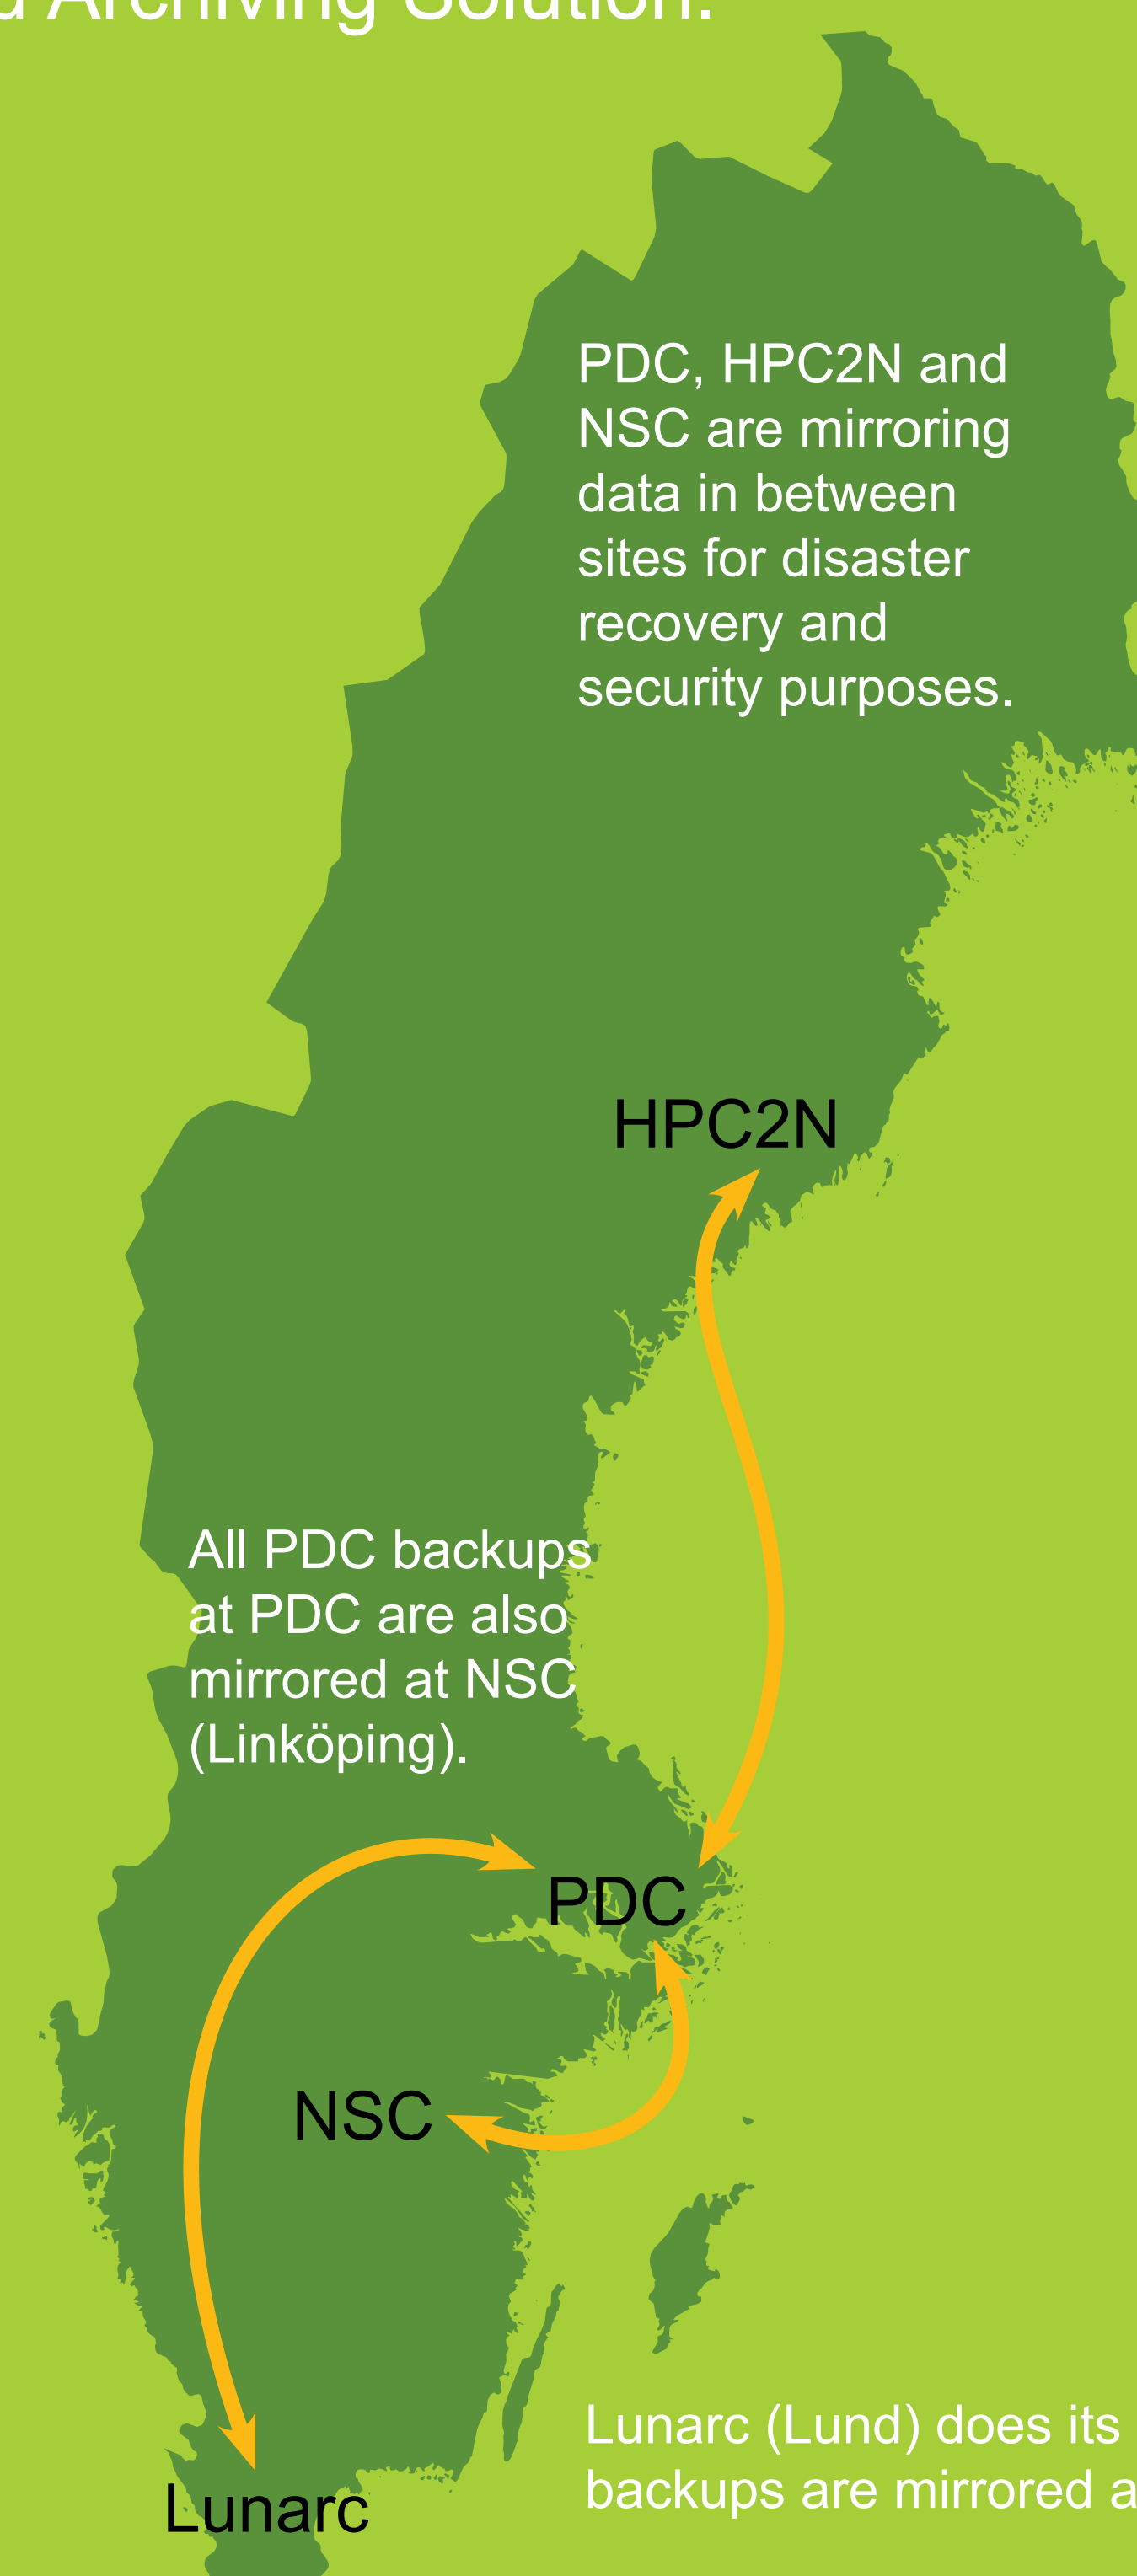 Archiving Solution.
PDC, HPC2N and
NSC are mirroring
data in between
sites for disaster
recovery and
security purposes.
HPC2N
All PDC backups
at PDC are also
mirrored at NSC
(Linköping).
PDC
NSC
Lunarc (Lund) does its
backups are mirrored a
Lunarc